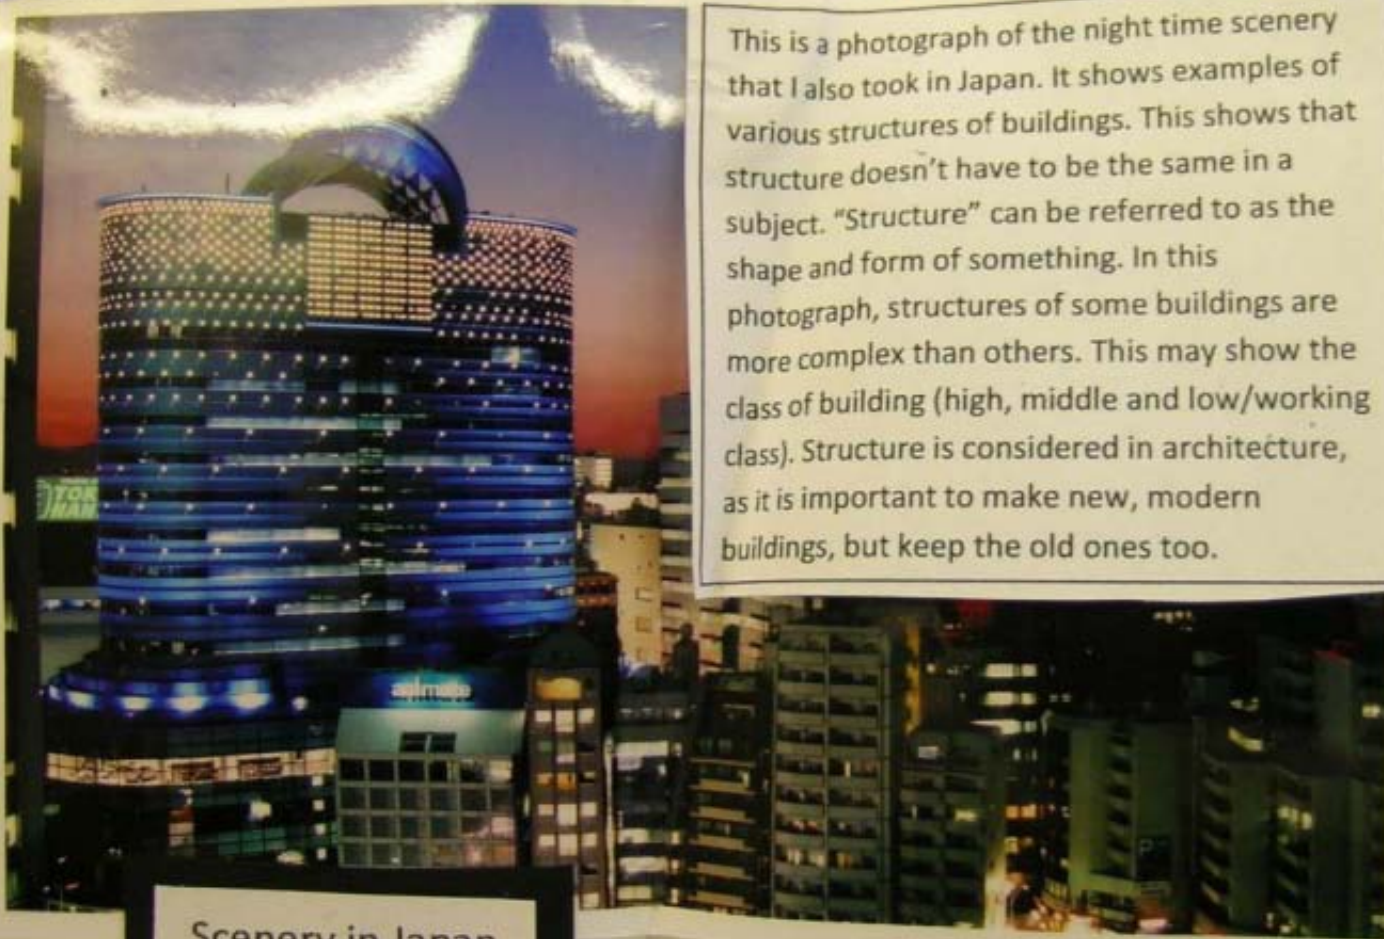 This is a photograph of the night time scenery
that I also took in Japan. It shows examples of
various structures of buildings. This shows that
structure doesn't have to be the same in a
subject. "Structure" can be referred to as the
shape and form of something. In this
photograph, structures of some buildings are
more complex than others. This may show the
class of building (high, middle and low/working
class). Structure is considered in architecture,
as it is important to make new, modern
buildings, but keep the old ones too.
animate
Scenery in Japan